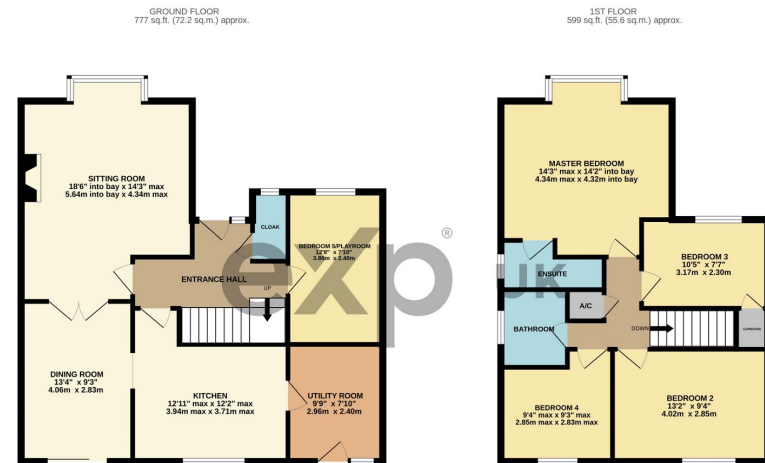 GROUND FLOOR
777 sq.ft. (72.2 sq.m.) approx.
1ST FLOOR
599 sq.ft. (55.6 sq.m.) approx.
SITTING ROOM
18'6" into bay x 14'3" max
5.64m into bay x 4.34m max
CLOAK
BEDROOM 5/PLAYROOM
12'8" x 7'10"
3.86m x 2.40m
ENTRANCE HALL
UP
DINING ROOM
13'4" x 9'3"
4.06m x 2.83m
KITCHEN
12'11" max x 12'2" max
3.94m max x 3.71m max
UTILITY ROOM
9'9" x 7'10"
2.96m x 2.40m
MASTER BEDROOM
14'3" max x 14'2" into bay
4.34m max x 4.32m into bay
BEDROOM 3
10'5" x 7'7"
3.17m x 2.30m
ENSUITE
A/C
BATHROOM
DOWN
CUPBOARD
BEDROOM 4
9'4" max x 9'3" max
2.85m max x 2.83m max
BEDROOM 2
13'2" x 9'4"
4.02m x 2.85m
exp® UK